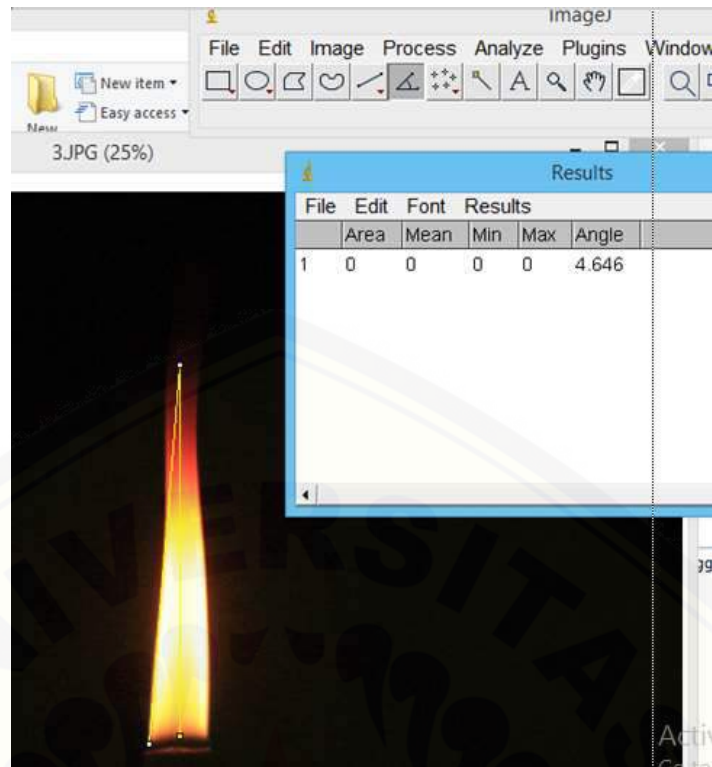 ImageJ
File Edit Image Process Analyze Plugins Window
New item
Easy access
New
A
3.JPG (25%)
Results
File Edit Font Results
Area Mean Min Max Angle
1 0 0 0 0 4.646
UNIVERSITAS